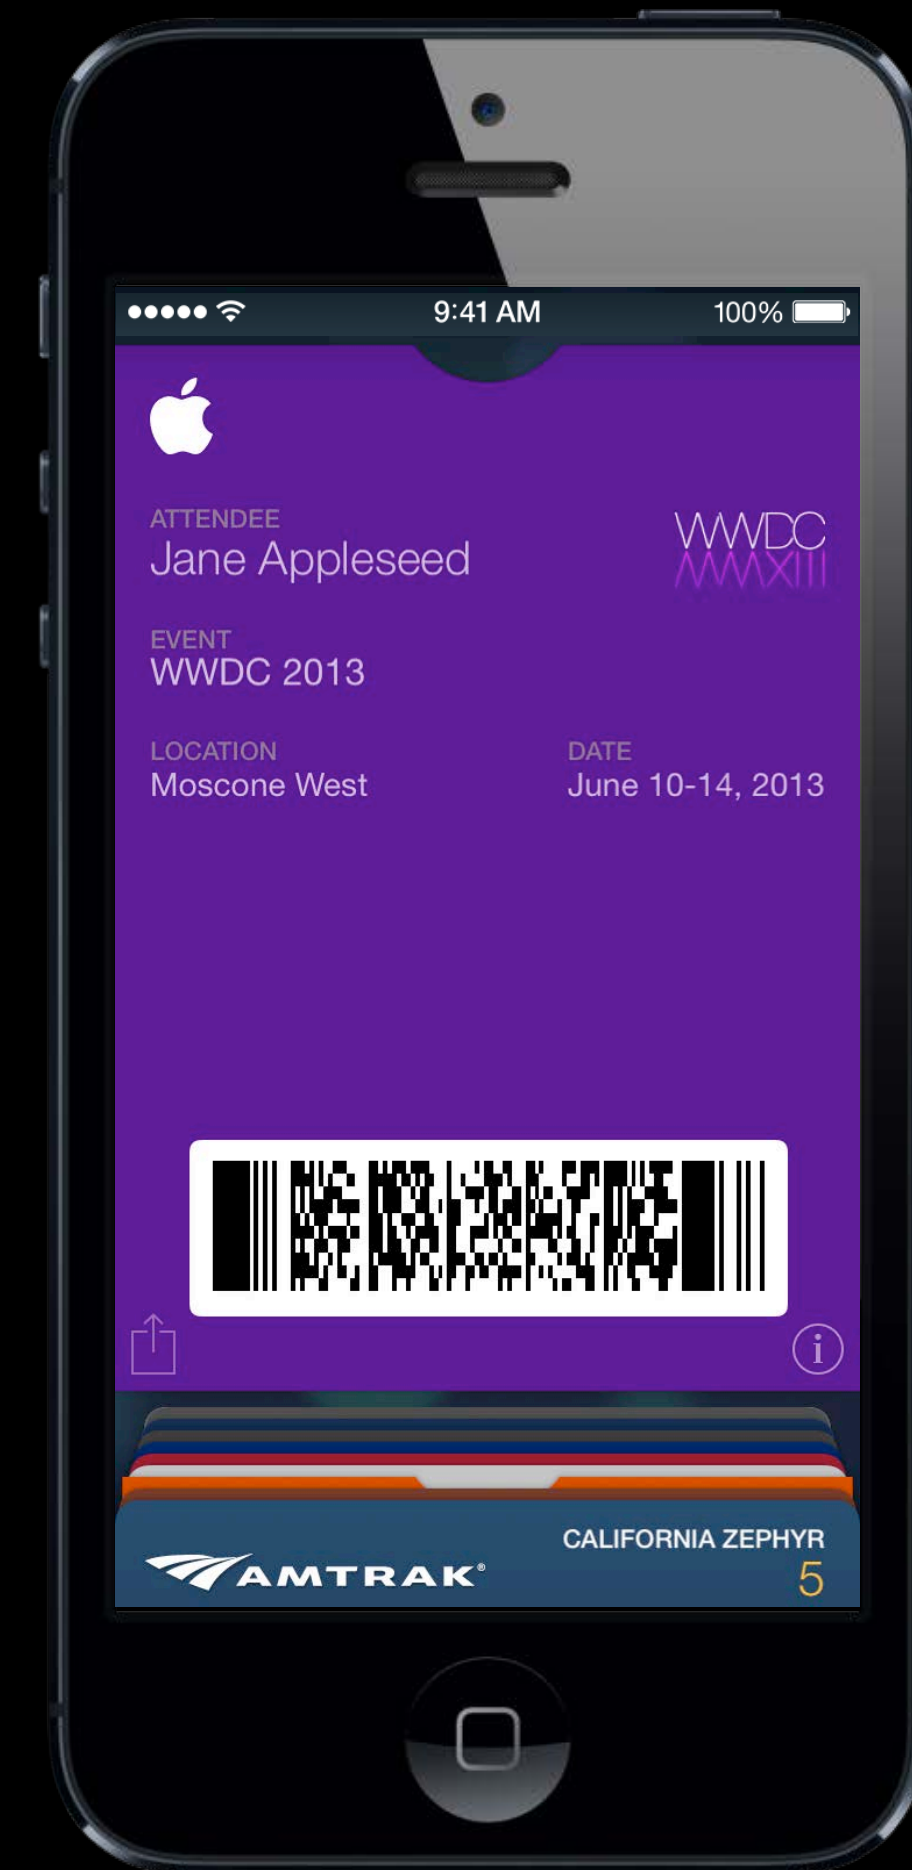 9:41 AM
100%
ATTENDEE
Jane Appleseed
WWDC
MMXIII
EVENT
WWDC 2013
LOCATION
Moscone West
DATE
June 10-14, 2013
CALIFORNIA ZEPHYR
AMTRAK®
5